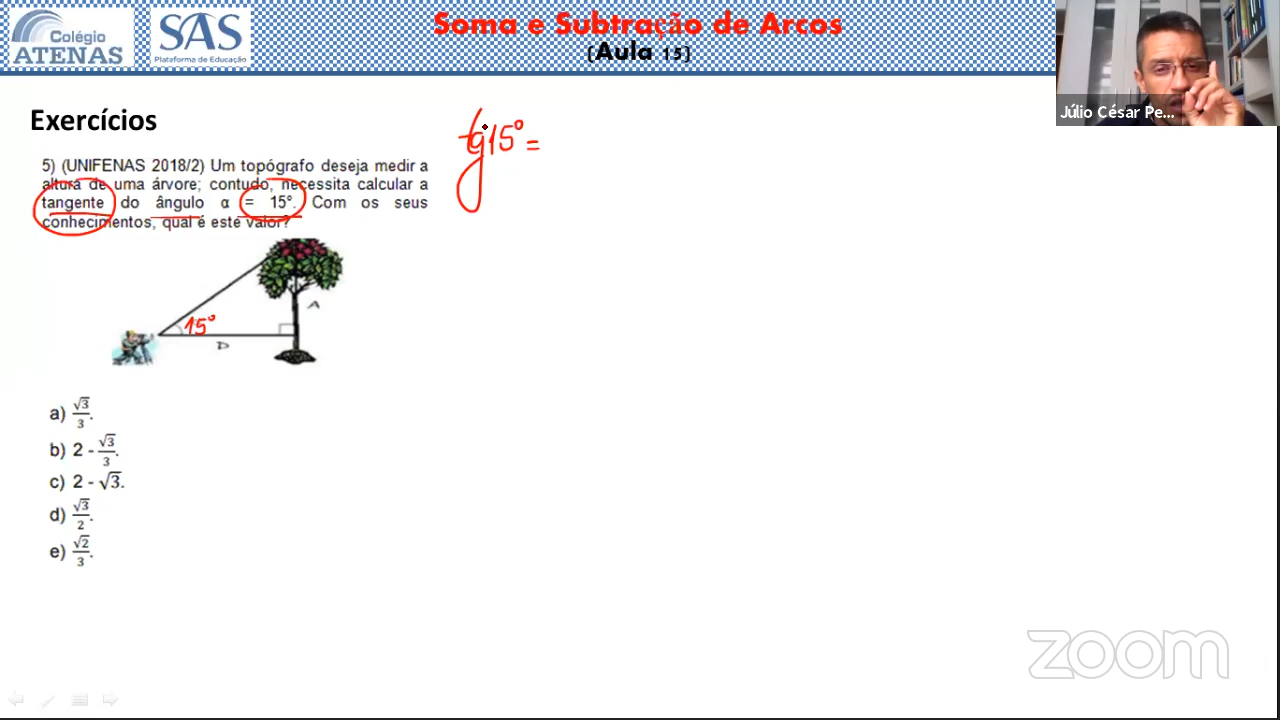 Colégio
ATENAS
SAS
Plataforma de Educação
Soma e Subtração de Arcos
(Aula 15)
Júlio César Pe...
Exercícios
tg15° =
5) (UNIFENAS 2018/2) Um topógrafo deseja medir a
altura de uma árvore; contudo, necessita calcular a
tangente do ângulo α = 15°. Com os seus
conhecimentos, qual é este valor?
A
15°
D
a) √3/3.
b) 2 - √3/3.
c) 2 - √3.
d) √3/2.
e) √2/3.
zoom